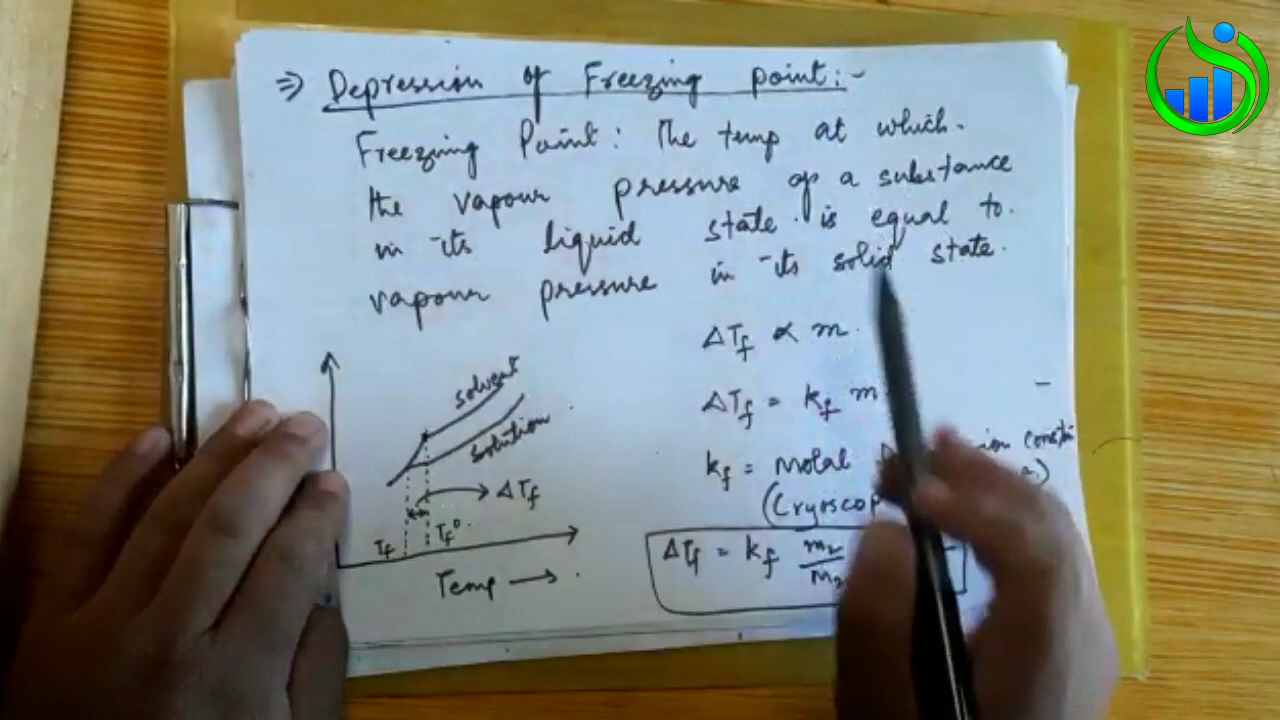 ⇒ Depression of Freezing point:-
Freezing Point: The temp at which.
the vapour pressure of a substance
in its liquid state is equal to.
vapour pressure in its solid state.
ΔTf ∝ m.
ΔTf = kf m
kf = Molal
(Cryoscop
ΔTf = kf m2
solvent
solution
ΔTf
Tf Tf°
Temp →